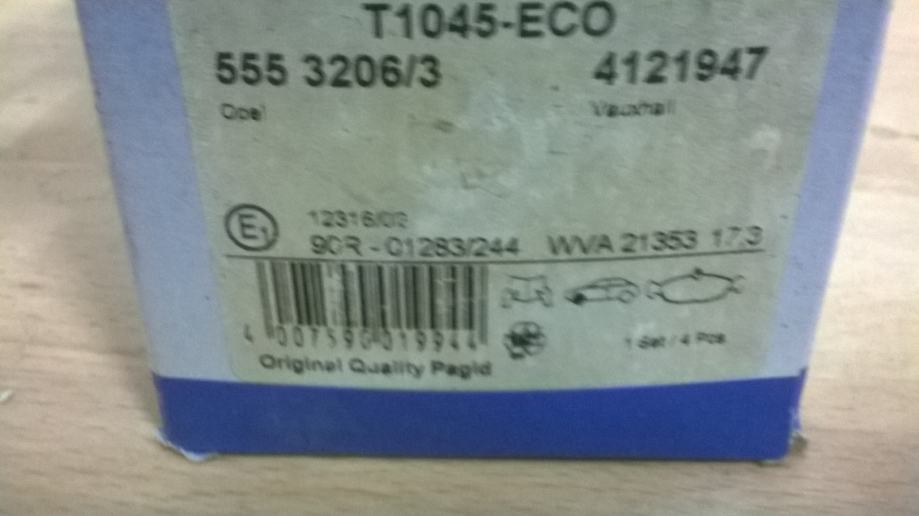 T1045-ECO
555 3206/3 4121947
Opel Vauxhall
E1
12316/03
90R - 01283/244 WVA 21353 17,3
4 007590 019944
1 Set / 4 Pcs
Original Quality Pagid